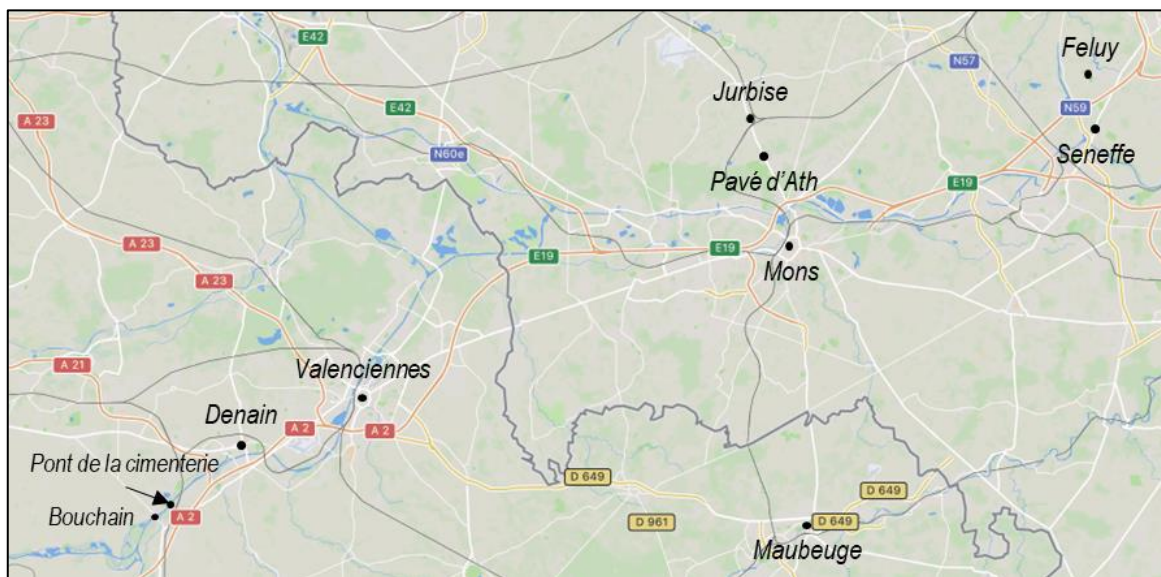 E42
N57
Feluy
E42
Jurbise
N59
A 23
Seneffe
N60e
Pavé d’Ath
E19
A 23
E19
E19
Mons
A 23
A 21
Valenciennes
Denain
A 2
A 2
Pont de la cimenterie
D 649
D 649
Bouchain
A 2
D 961
D 649
Maubeuge